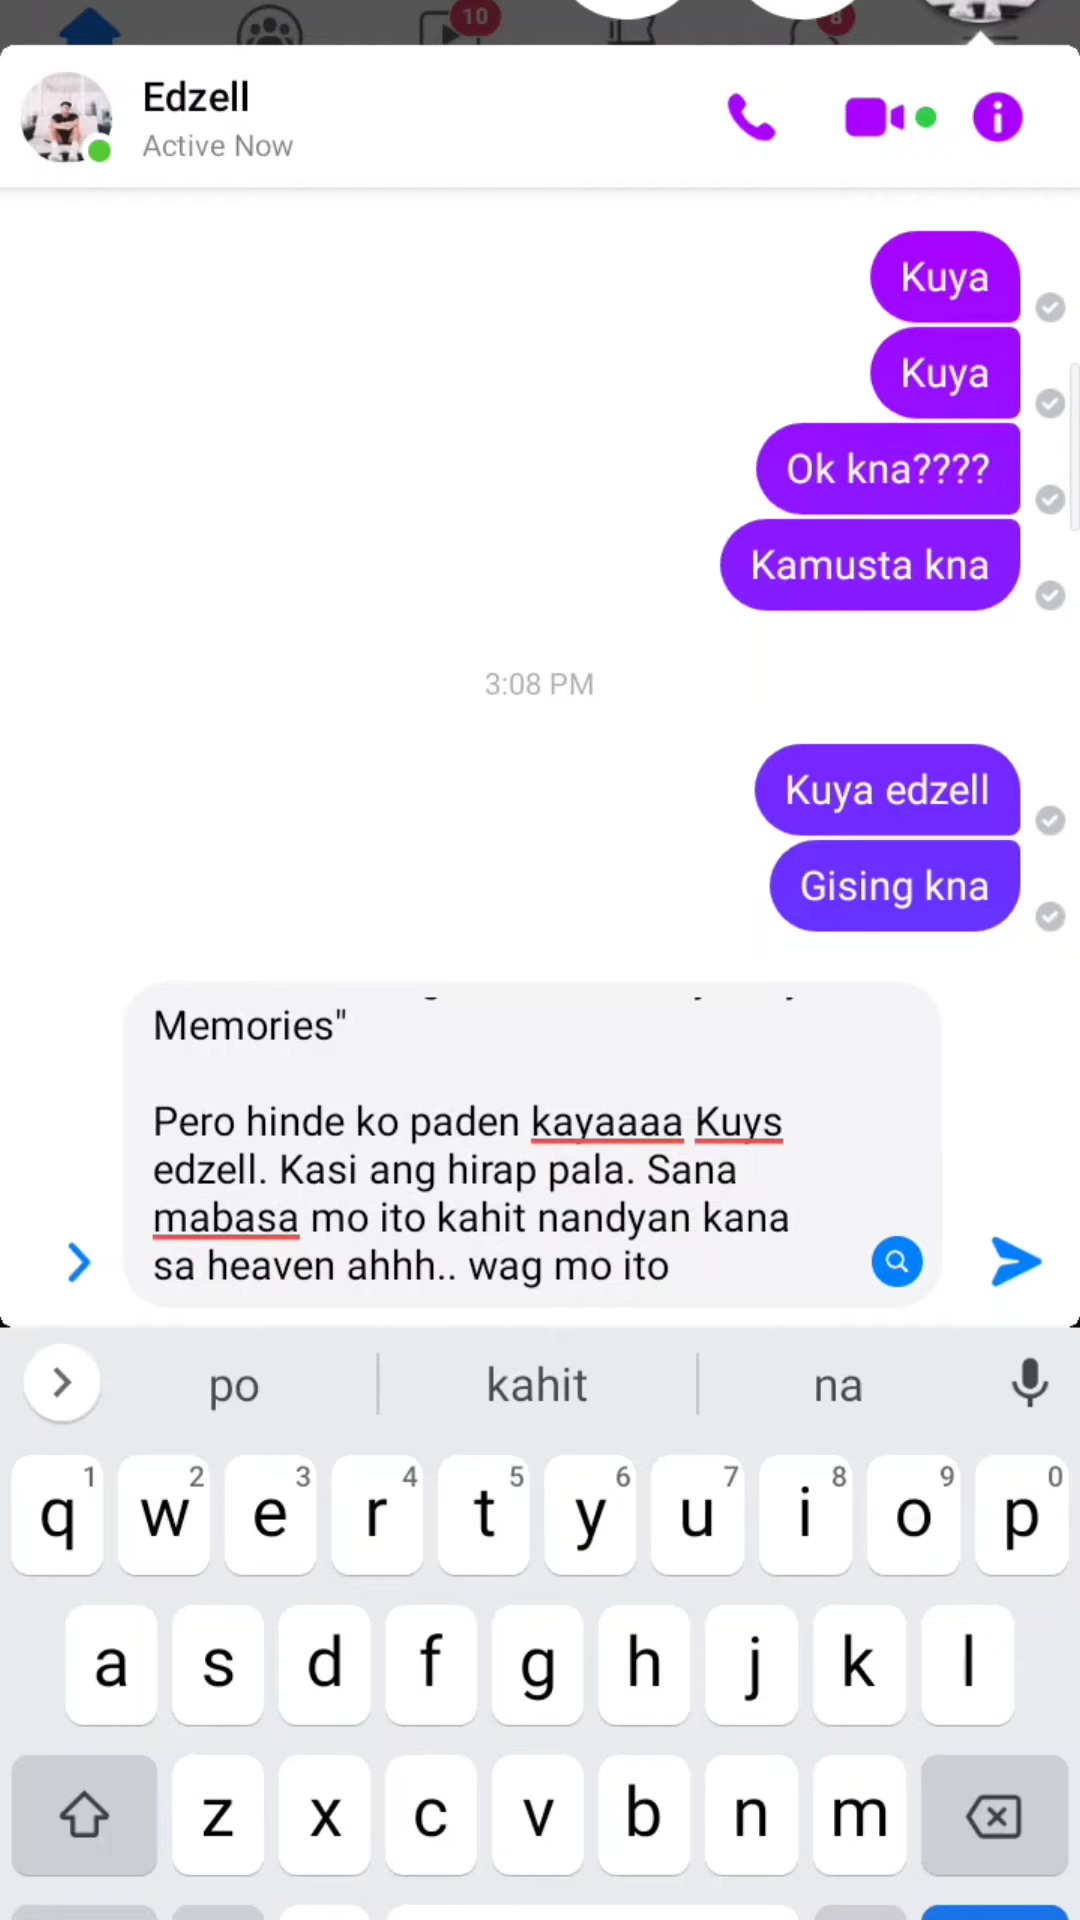 10
8
Edzell
Active Now
Kuya
Kuya
Ok kna????
Kamusta kna
3:08 PM
Kuya edzell
Gising kna
Memories"
Pero hinde ko paden kayaaaa Kuys
edzell. Kasi ang hirap pala. Sana
mabasa mo ito kahit nandyan kana
sa heaven ahhh.. wag mo ito
po kahit na
1 2 3 4 5 6 7 8 9 0
q w e r t y u i o p
a s d f g h j k l
z x c v b n m